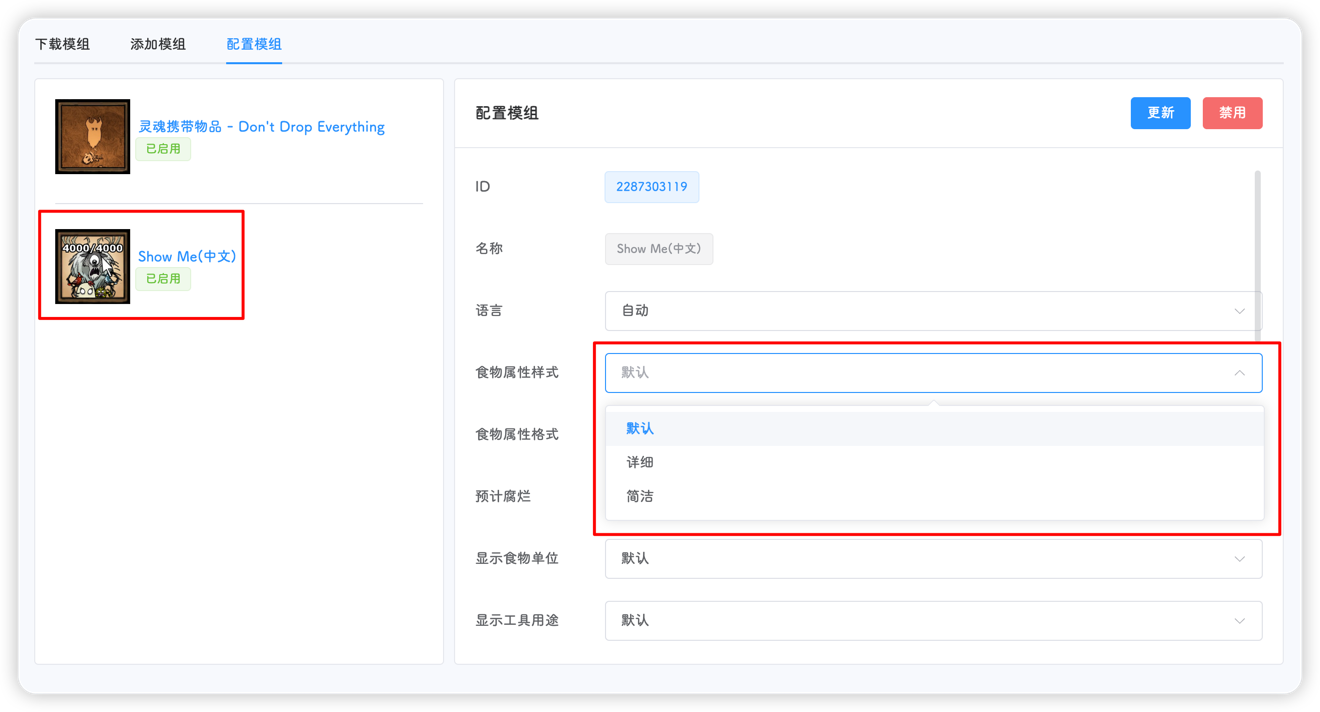 下载模组 添加模组 配置模组
灵魂携带物品 - Don't Drop Everything
已启用
4000/4000
Show Me(中文)
已启用
配置模组 更新 禁用
ID 2287303119
名称 Show Me(中文)
语言 自动
食物属性样式 默认
默认
食物属性格式
详细
预计腐烂 简洁
显示食物单位 默认
显示工具用途 默认